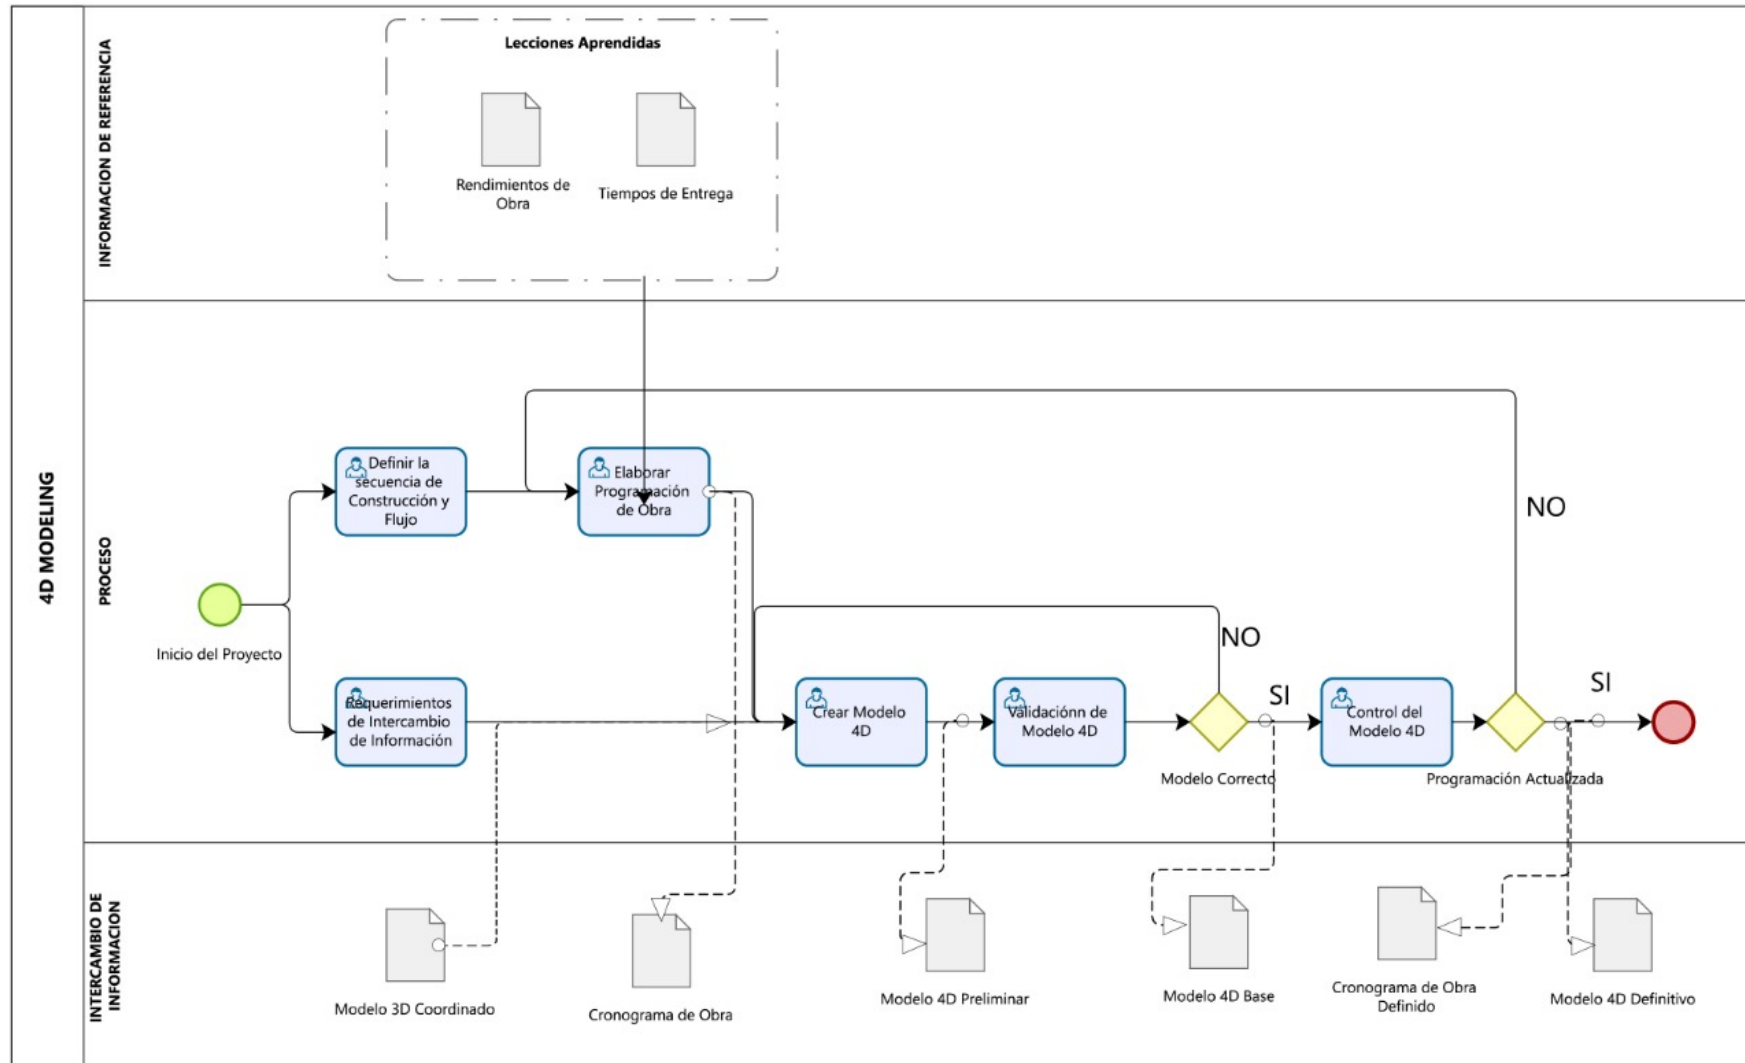 4D MODELING
INFORMACION DE REFERENCIA
Lecciones Aprendidas
Rendimientos de
Obra
Tiempos de Entrega
PROCESO
Inicio del Proyecto
Definir la
secuencia de
Construcción y
Flujo
Elaborar
Programación
de Obra
NO
Requerimientos
de Intercambio
de Información
Crear Modelo
4D
Validaciónn de
Modelo 4D
NO
SI
Modelo Correcto
Control del
Modelo 4D
SI
Programación Actualizada
INTERCAMBIO DE
INFORMACION
Modelo 3D Coordinado
Cronograma de Obra
Modelo 4D Preliminar
Modelo 4D Base
Cronograma de Obra
Definido
Modelo 4D Definitivo